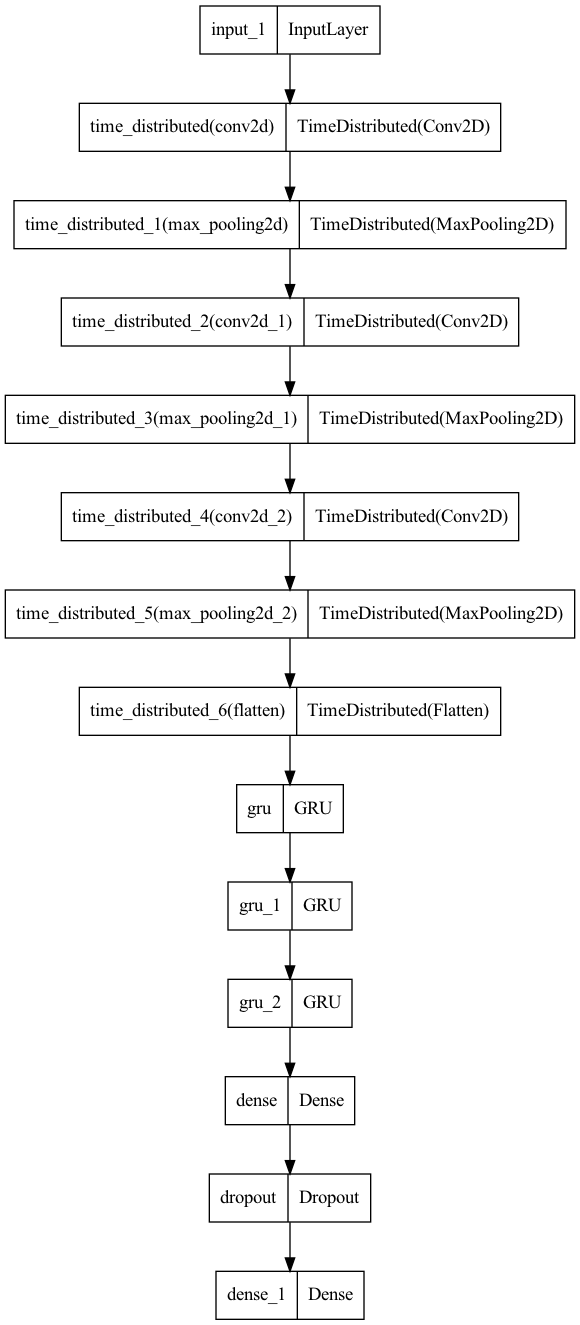 input_1 InputLayer
time_distributed(conv2d) TimeDistributed(Conv2D)
time_distributed_1(max_pooling2d) TimeDistributed(MaxPooling2D)
time_distributed_2(conv2d_1) TimeDistributed(Conv2D)
time_distributed_3(max_pooling2d_1) TimeDistributed(MaxPooling2D)
time_distributed_4(conv2d_2) TimeDistributed(Conv2D)
time_distributed_5(max_pooling2d_2) TimeDistributed(MaxPooling2D)
time_distributed_6(flatten) TimeDistributed(Flatten)
gru GRU
gru_1 GRU
gru_2 GRU
dense Dense
dropout Dropout
dense_1 Dense